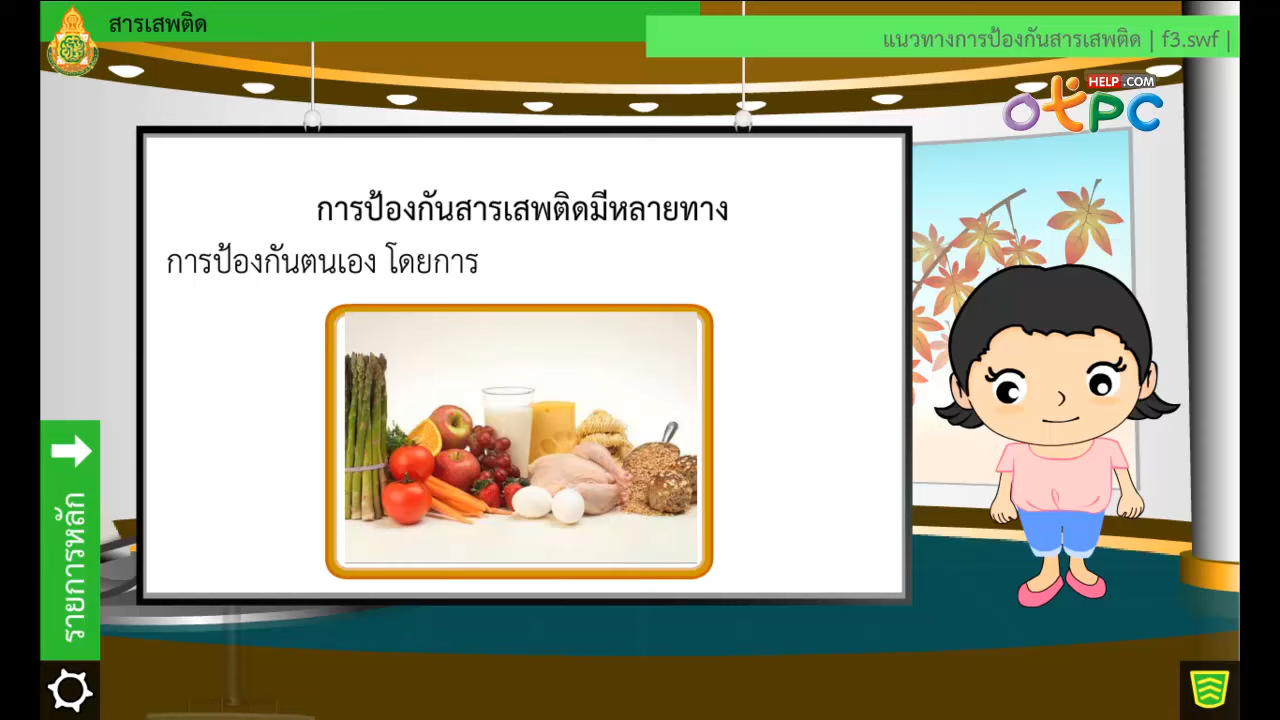 สารเสพติด
แนวทางการป้องกันสารเสพติด | f3.swf |
HELP .COM
otpc
การป้องกันสารเสพติดมีหลายทาง
การป้องกันตนเอง โดยการ
รายการหลัก